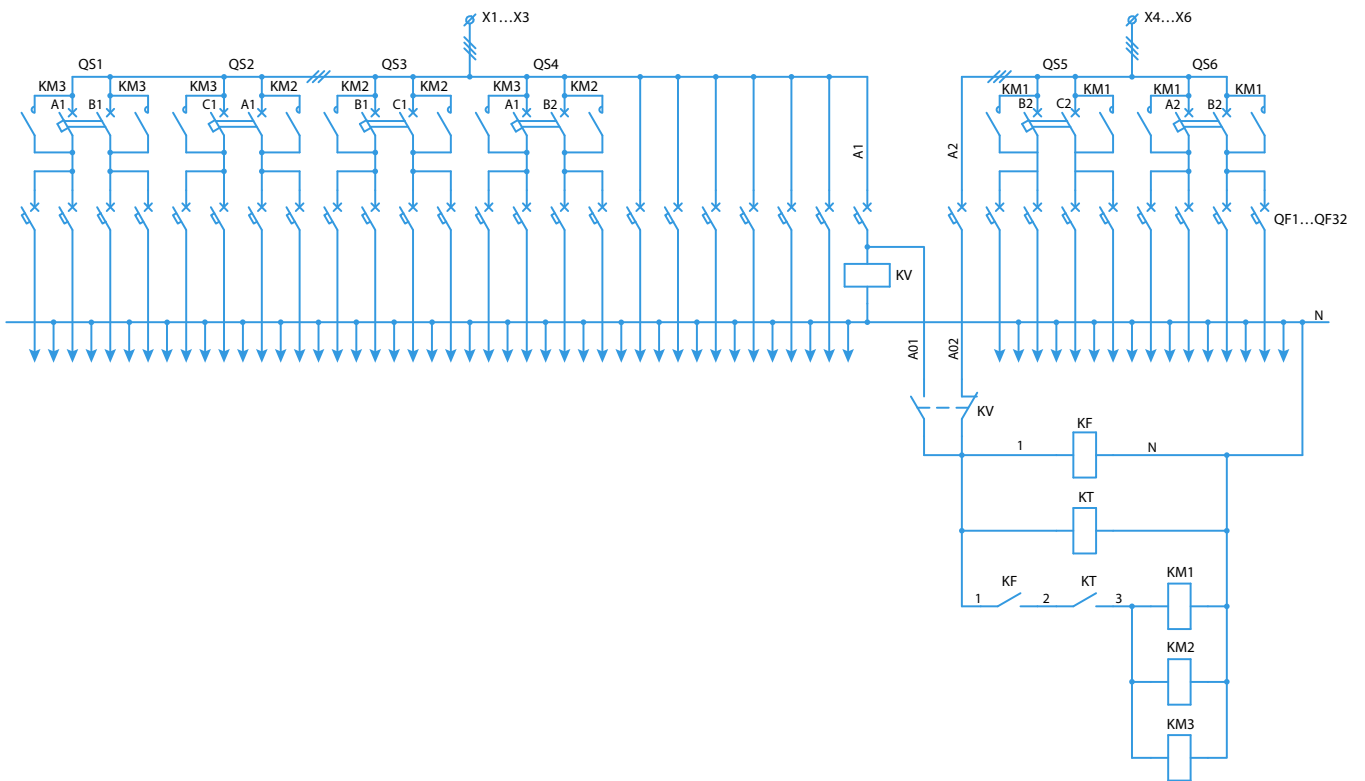 X1...X3
X4...X6
QS1
QS2
QS3
QS4
QS5
QS6
KM3
KM3
KM3
KM2
KM2
KM2
KM3
KM2
KM1
KM1
KM1
KM1
A1
B1
C1
A1
B1
C1
A1
B2
B2
C2
A2
B2
A1
A2
QF1...QF32
KV
N
A01
A02
KV
KF
1
N
KT
KF
KT
KM1
1
2
3
KM2
KM3